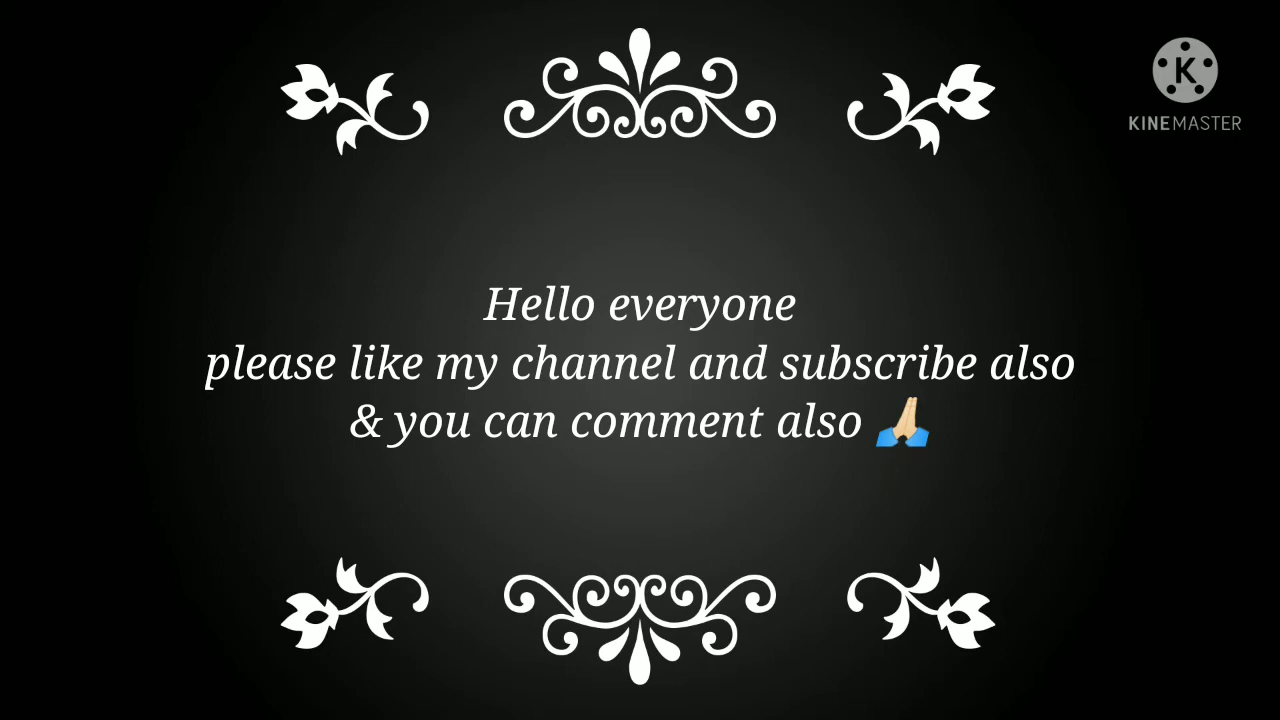 KINEMASTER
Hello everyone
please like my channel and subscribe also
& you can comment also 🙏🏼